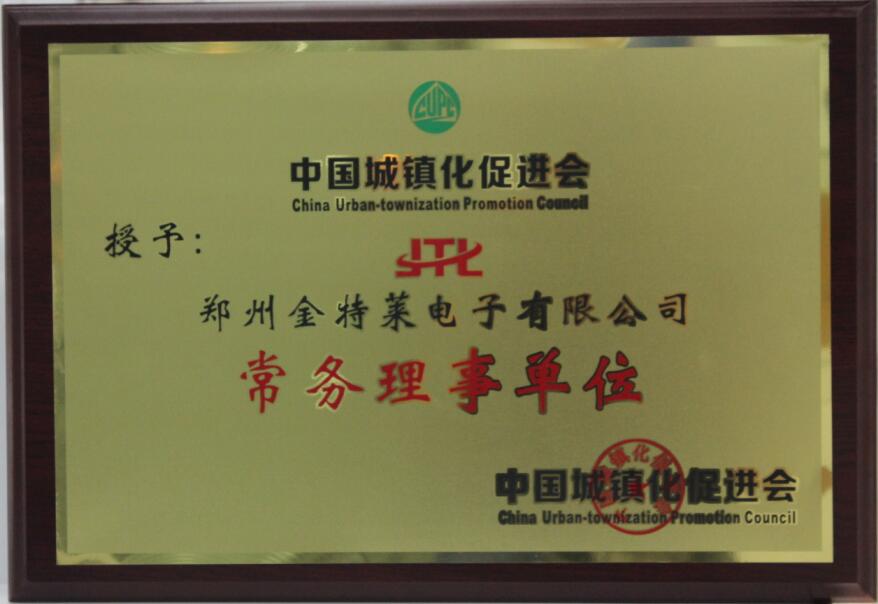 CUPC
中国城镇化促进会
China Urban-townization Promotion Council
授予：
JTL
郑州金特莱电子有限公司
常务理事单位
中国城镇化促进会
China Urban-townization Promotion Council